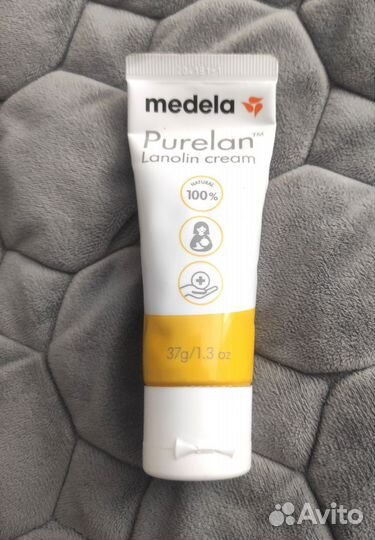 medela
Purelan™
Lanolin cream
NATURAL
100%
37g/1.3 oz
Avito